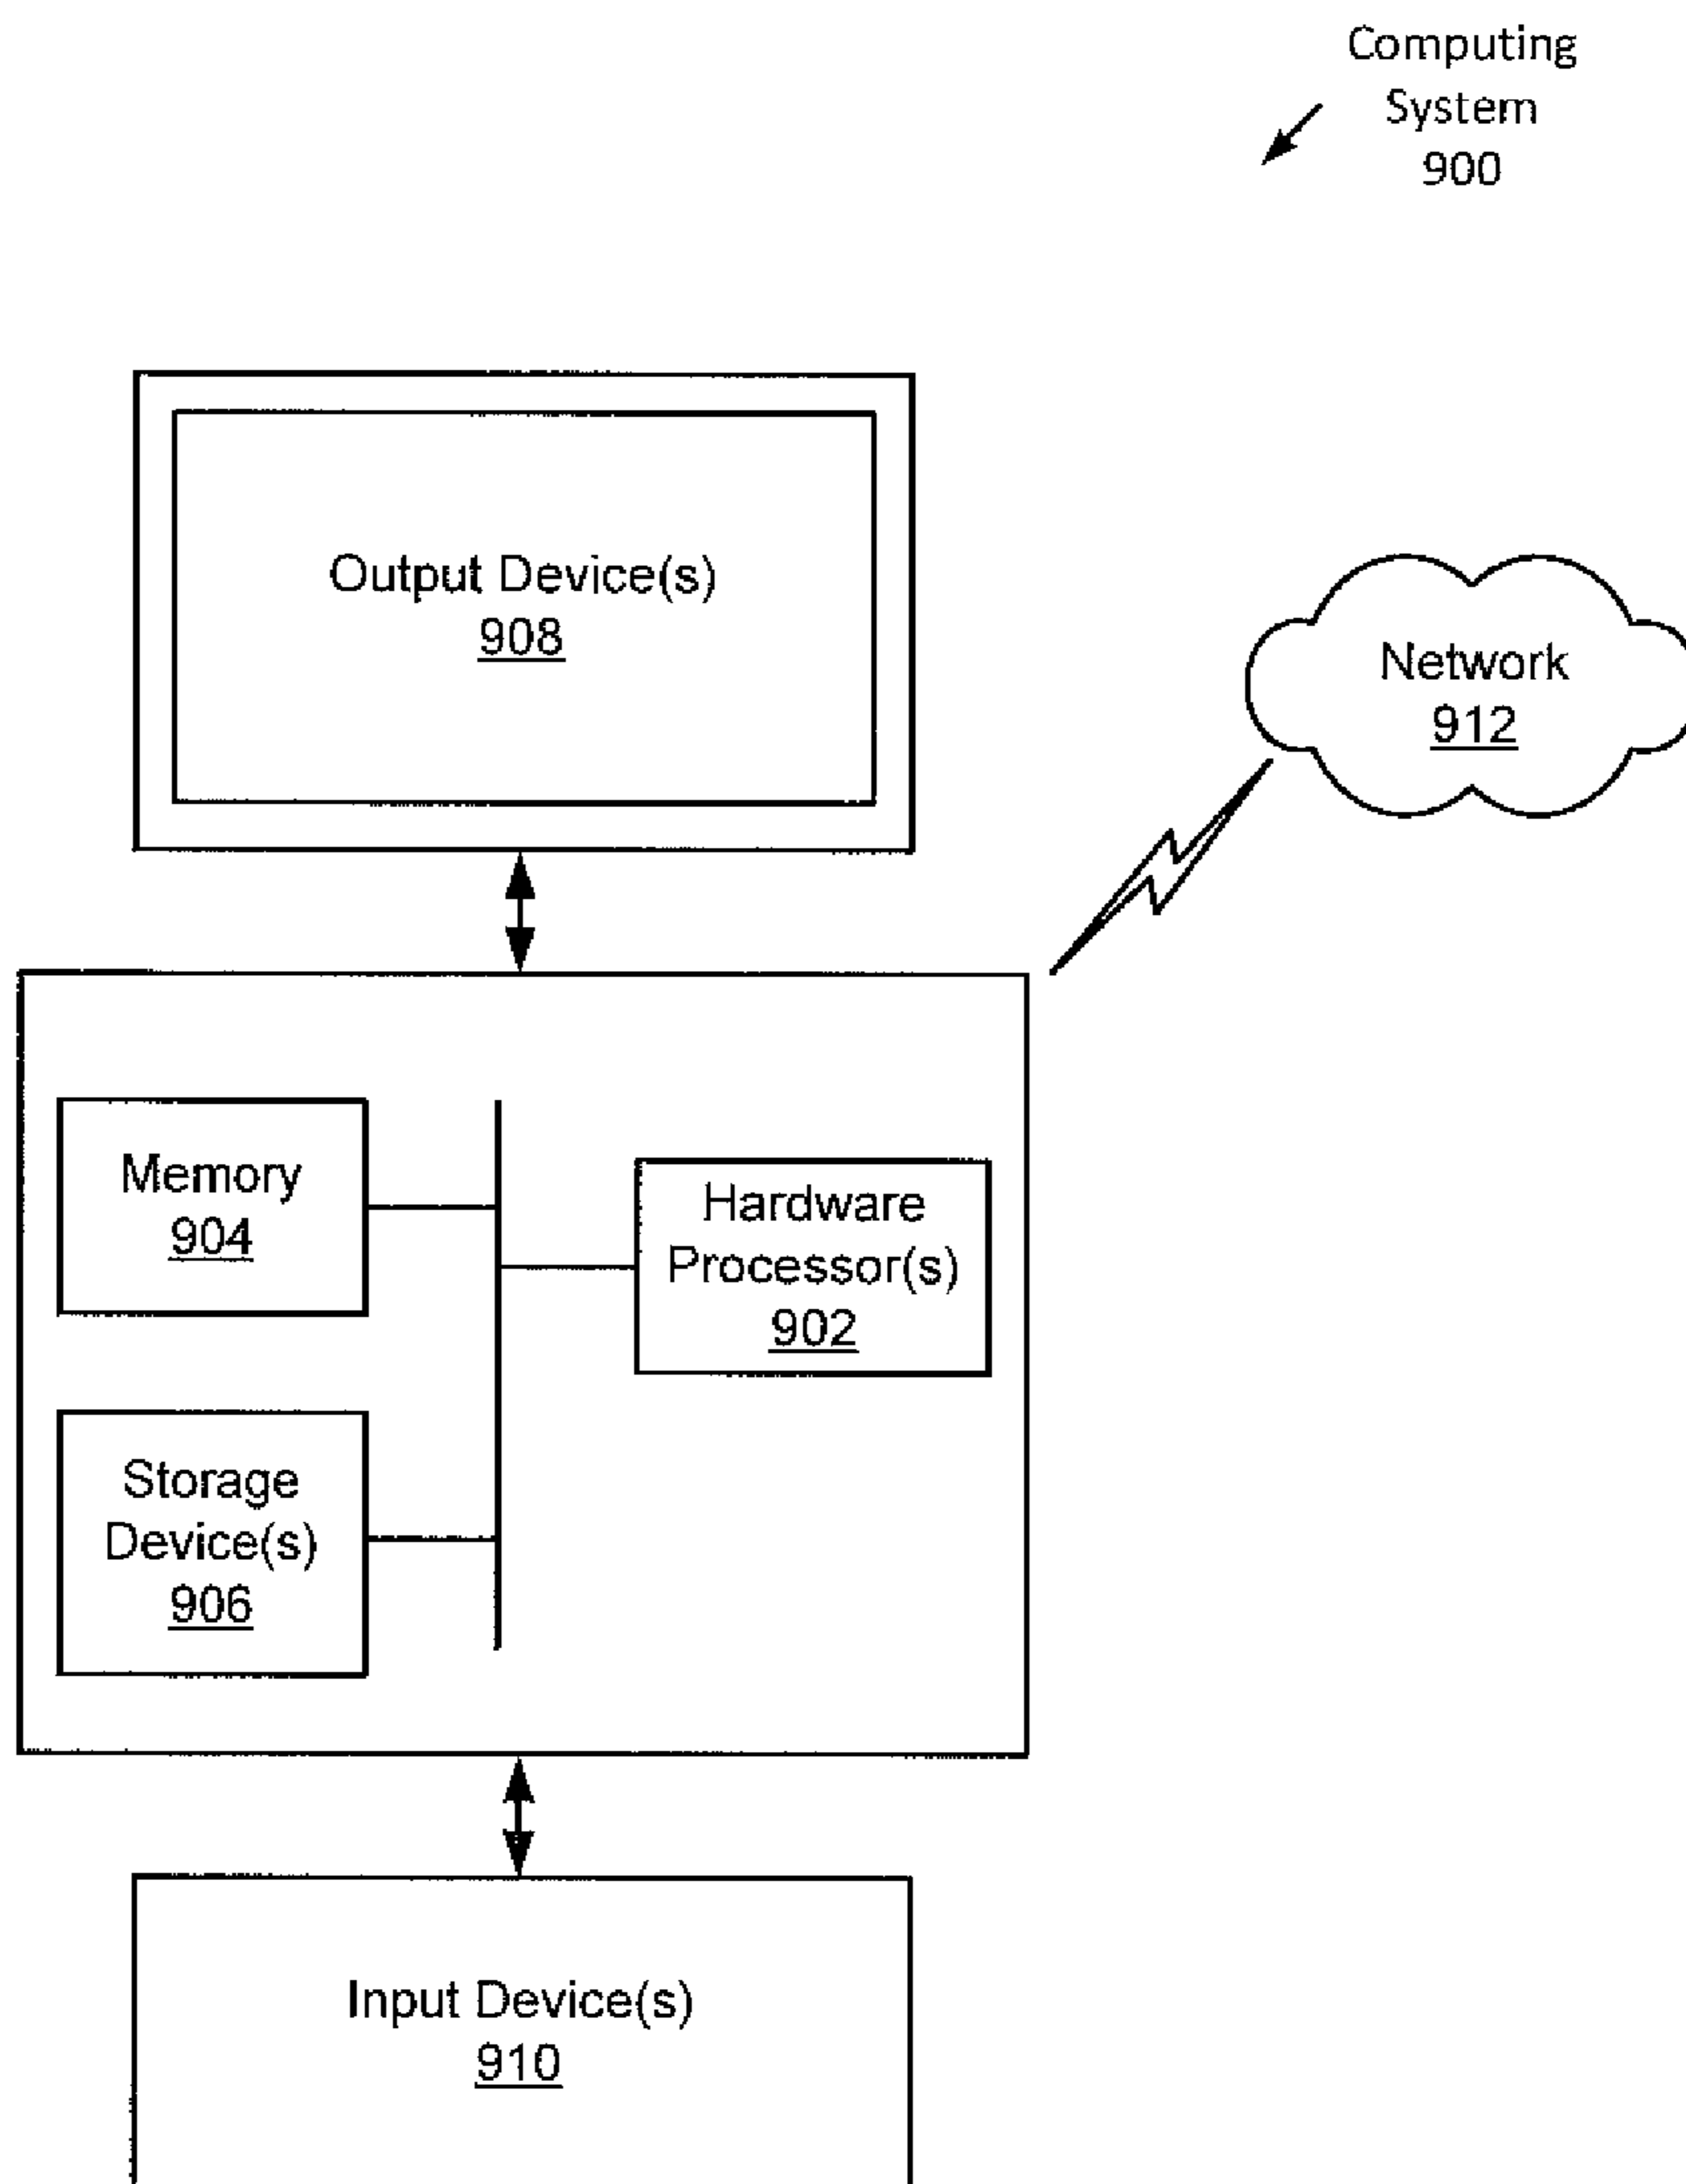 Computing
System
900
Output Device(s)
908
Network
912
Memory
904
Hardware
Processor(s)
902
Storage
Device(s)
906
Input Device(s)
910